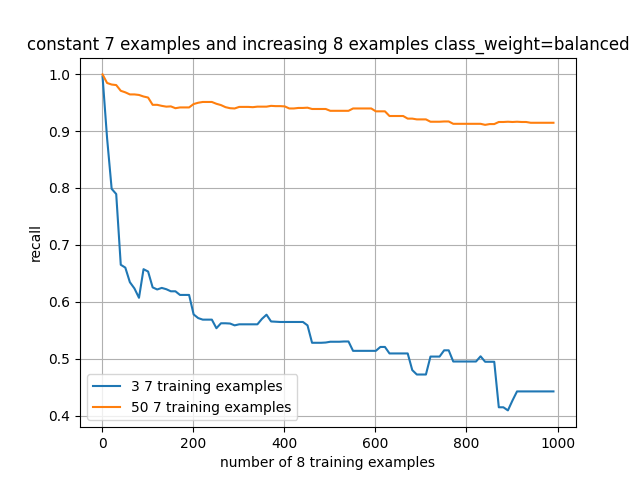 constant 7 examples and increasing 8 examples class_weight=balanced
1.0
0.9
0.8
0.7
0.6
0.5
0.4
recall
3 7 training examples
50 7 training examples
0 200 400 600 800 1000
number of 8 training examples